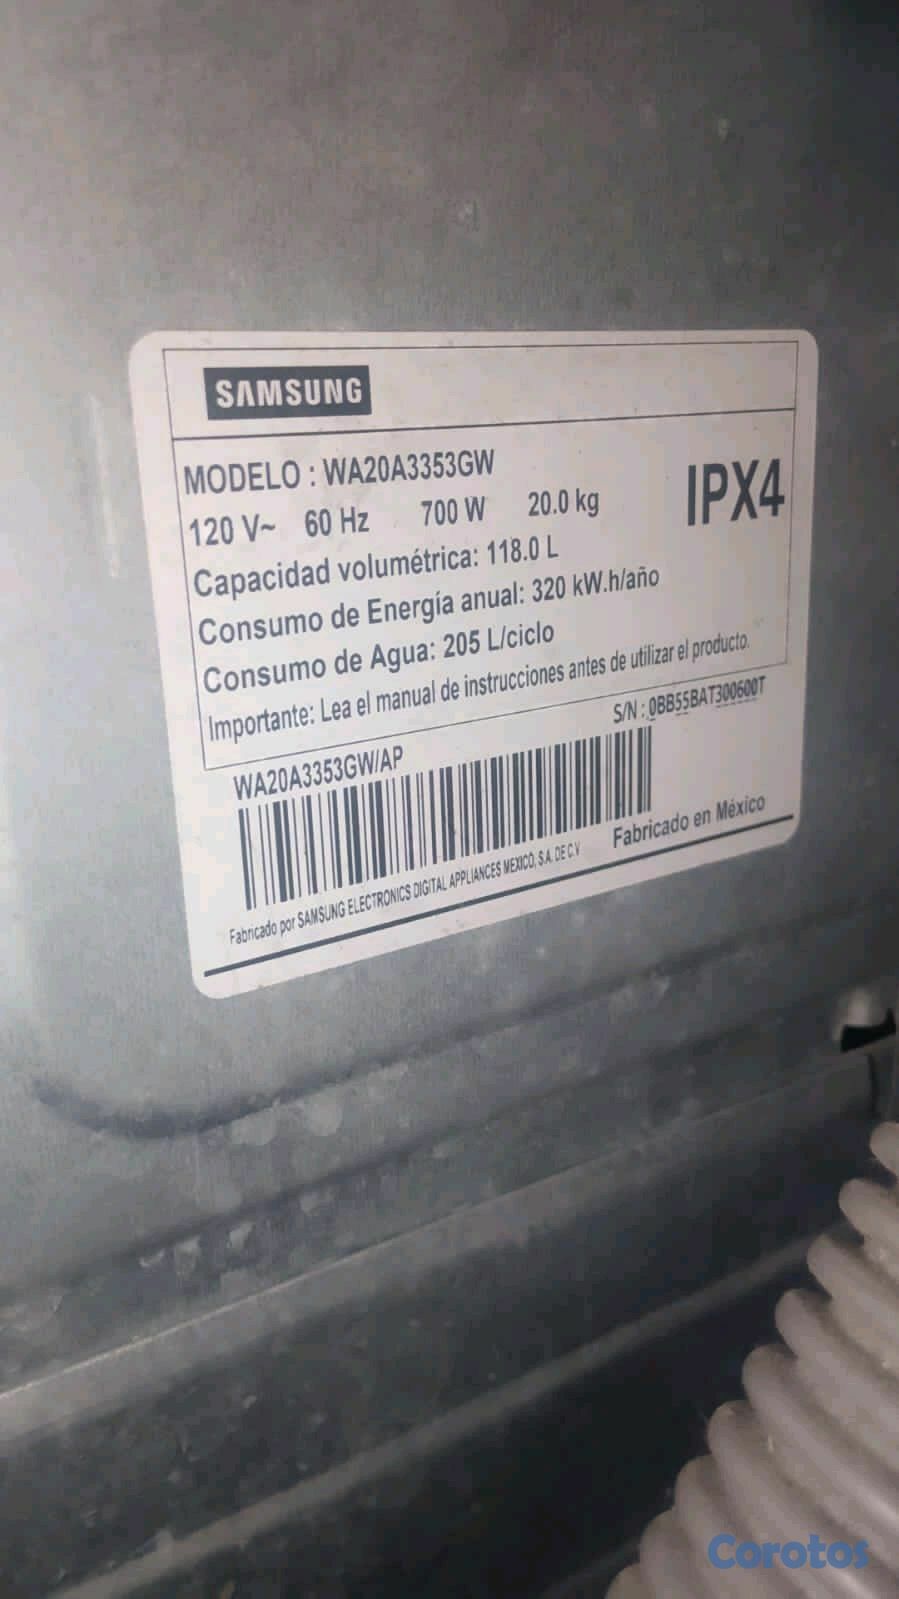 SAMSUNG
MODELO : WA20A3353GW
120 V~ 60 Hz 700 W 20.0 kg
IPX4
Capacidad volumétrica: 118.0 L
Consumo de Energía anual: 320 kW.h/año
Consumo de Agua: 205 L/ciclo
Importante: Lea el manual de instrucciones antes de utilizar el producto.
S/N : 0BB55BAT300600T
WA20A3353GW/AP
Fabricado en México
Fabricado por SAMSUNG ELECTRONICS DIGITAL APPLIANCES MEXICO, S.A. DE C.V
Corotos